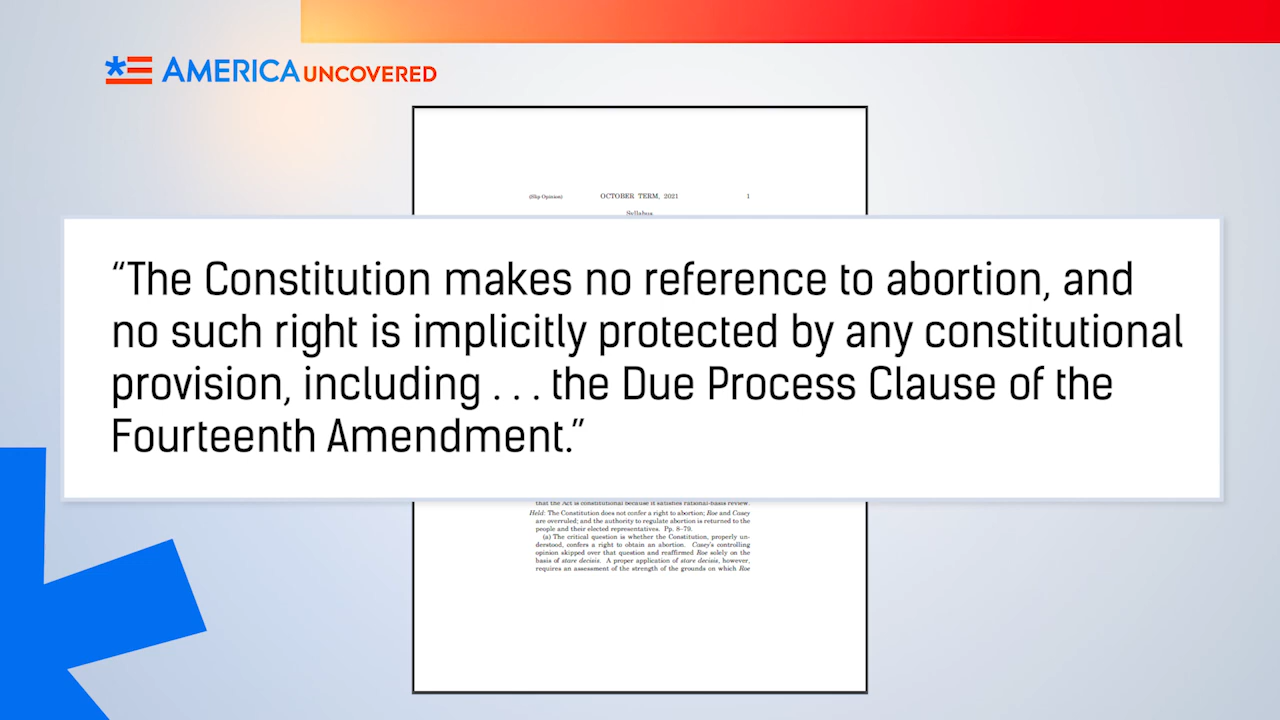 AMERICA UNCOVERED
(Slip Opinion) OCTOBER TERM, 2021 1
Syllabus
“The Constitution makes no reference to abortion, and
no such right is implicitly protected by any constitutional
provision, including . . . the Due Process Clause of the
Fourteenth Amendment.”
that the Act is constitutional because it satisfies rational-basis review.
Held: The Constitution does not confer a right to abortion; Roe and Casey
are overruled; and the authority to regulate abortion is returned to the
people and their elected representatives. Pp. 8–79.
(a) The critical question is whether the Constitution, properly un-
derstood, confers a right to obtain an abortion. Casey’s controlling
opinion skipped over that question and reaffirmed Roe solely on the
basis of stare decisis. A proper application of stare decisis, however,
requires an assessment of the strength of the grounds on which Roe